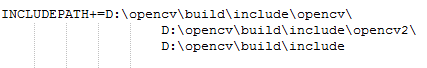 INCLUDEPATH+=D:\opencv\build\include\opencv\
D:\opencv\build\include\opencv2\
D:\opencv\build\include